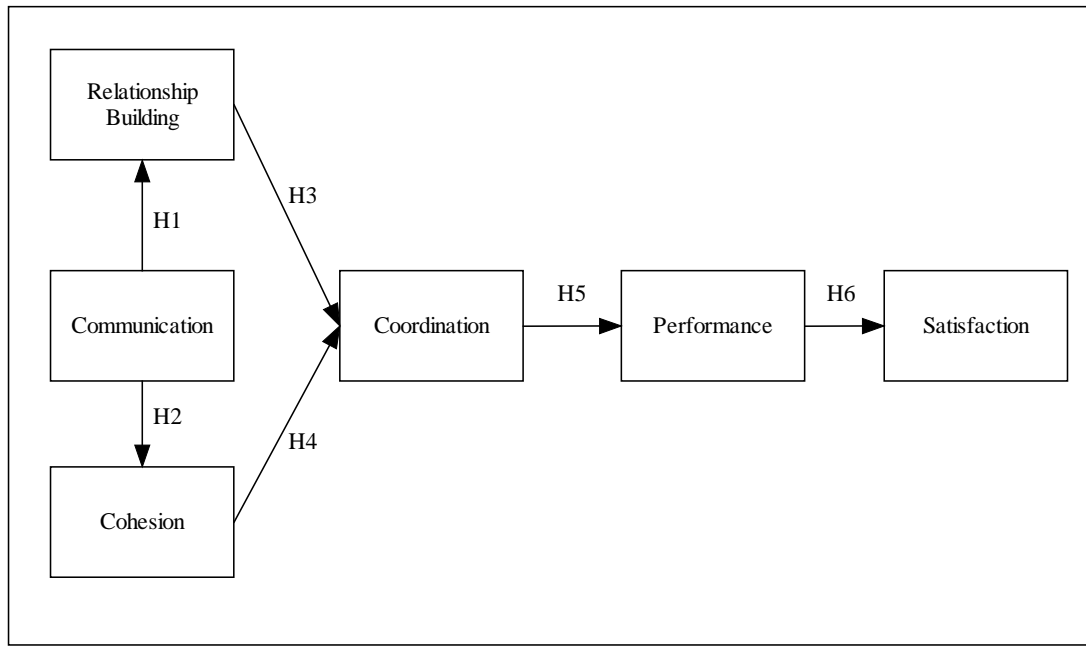 Relationship
Building
H1
H3
Communication
Coordination
H5
Performance
H6
Satisfaction
H2
H4
Cohesion